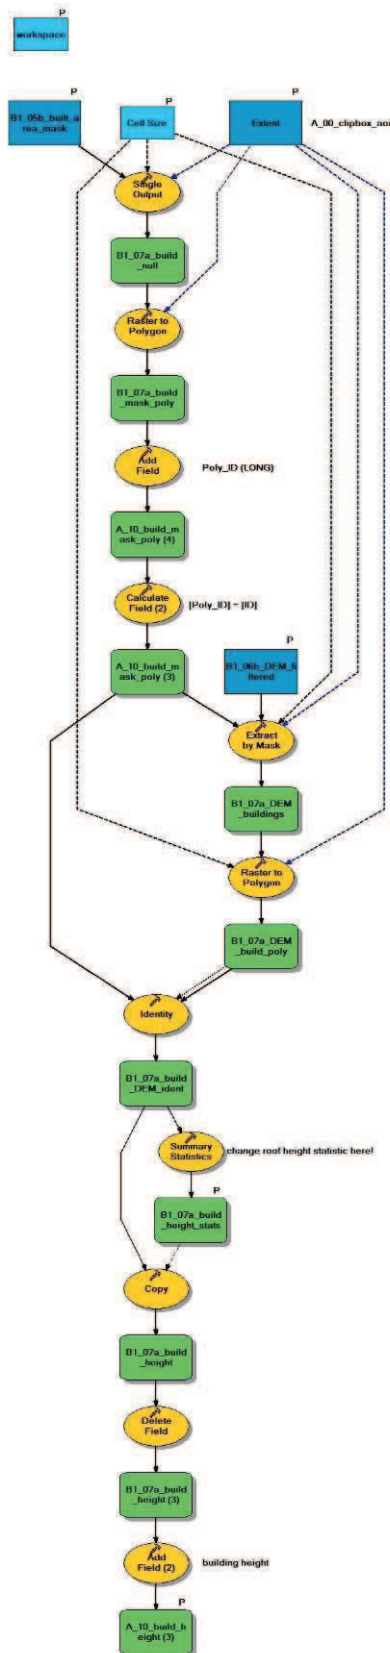 P
workspace
P
P
P
B1_05b_built_a
rea_mask
Cell Size
Extent
A_00_clipbox_aoi
Single
Output
B1_07a_build
_null
Raster to
Polygon
B1_07a_build
_mask_poly
Add
Field
Poly_ID (LONG)
A_10_build_m
ask_poly (4)
Calculate
Field (2)
[Poly_ID] = [ID]
P
A_10_build_m
ask_poly (3)
B1_06b_DEM_fi
ltered
Extract
by Mask
B1_07a_DEM
_buildings
Raster to
Polygon
B1_07a_DEM
_build_poly
Identity
B1_07a_build
_DEM_ident
Summary
Statistics
change roof height statistic here!
P
B1_07a_build
_height_stats
Copy
B1_07a_build
_height
Delete
Field
B1_07a_build
_height (3)
Add
Field (2)
building height
P
A_10_build_h
eight (3)